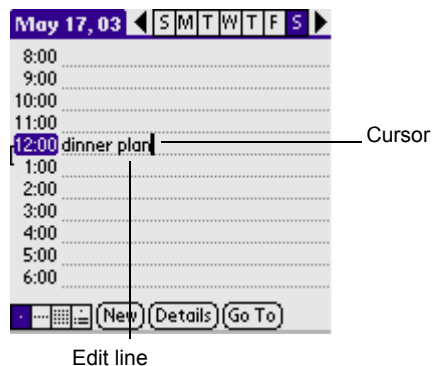 May 17, 03 S M T W T F S
8:00
9:00
10:00
11:00
12:00 dinner plan
Cursor
1:00
2:00
3:00
4:00
5:00
6:00
New Details Go To
Edit line